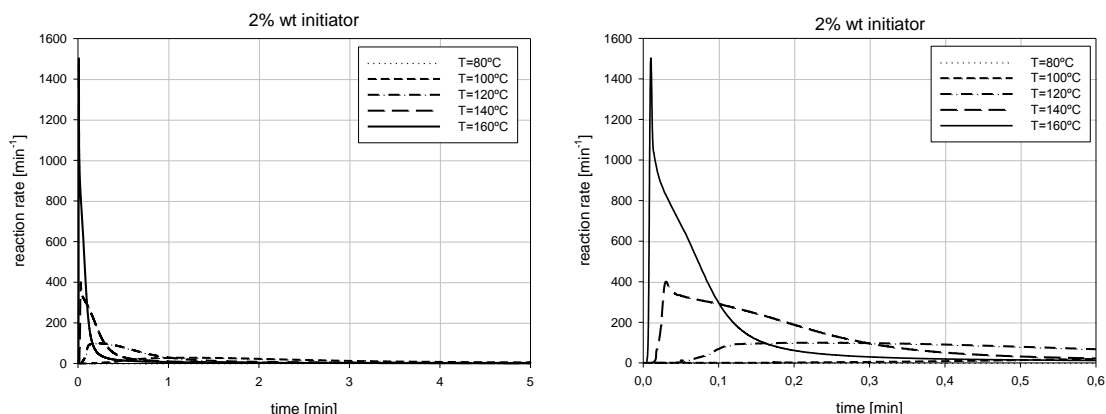 2% wt initiator
1600
1400
1200
1000
800
600
400
200
0
reaction rate [min-1]
T=80ºC
T=100ºC
T=120ºC
T=140ºC
T=160ºC
0 1 2 3 4 5
time [min]
2% wt initiator
1600
1400
1200
1000
800
600
400
200
0
reaction rate [min-1]
T=80ºC
T=100ºC
T=120ºC
T=140ºC
T=160ºC
0,0 0,1 0,2 0,3 0,4 0,5 0,6
time [min]